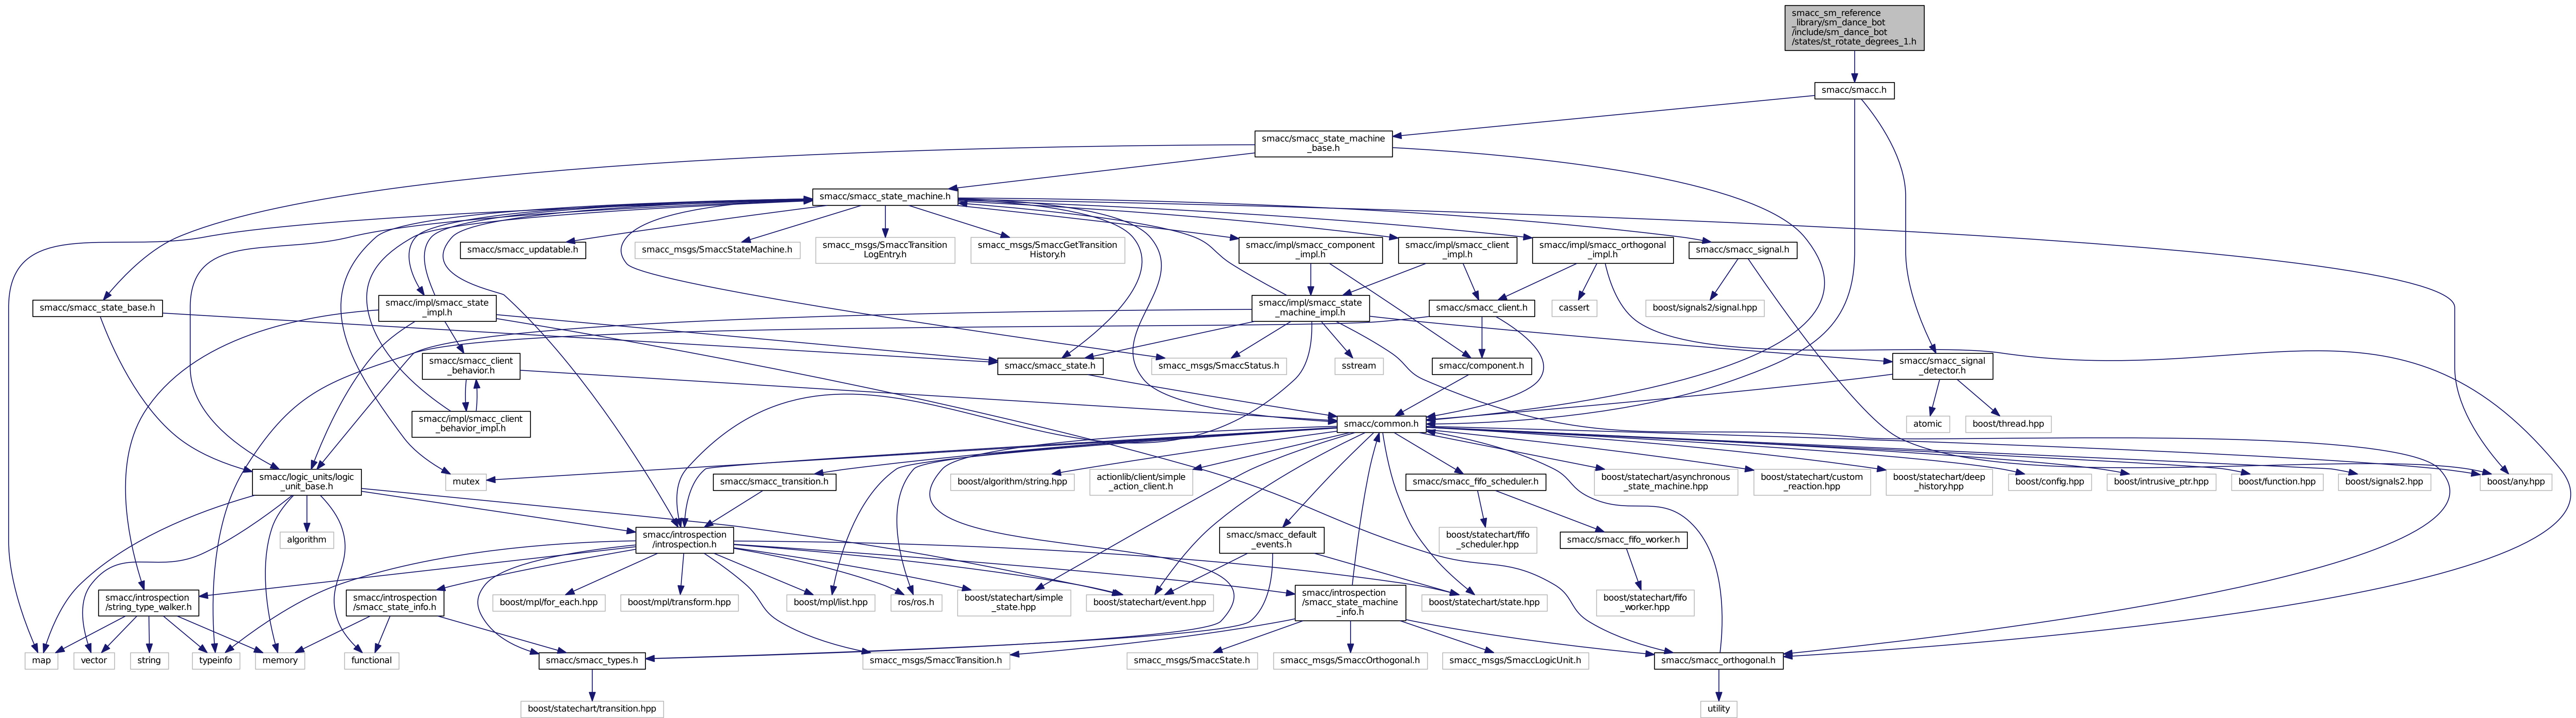 smacc_sm_reference
_library/sm_dance_bot
/include/sm_dance_bot
/states/st_rotate_degrees_1.h
smacc/smacc.h
smacc/smacc_state_machine
_base.h
smacc/smacc_state_machine.h
smacc/smacc_updatable.h
smacc_msgs/SmaccStateMachine.h
smacc_msgs/SmaccTransition
LogEntry.h
smacc_msgs/SmaccGetTransition
History.h
smacc/impl/smacc_component
_impl.h
smacc/impl/smacc_client
_impl.h
smacc/impl/smacc_orthogonal
_impl.h
smacc/smacc_signal.h
smacc/smacc_state_base.h
smacc/impl/smacc_state
_impl.h
smacc/impl/smacc_state
_machine_impl.h
smacc/smacc_client.h
cassert
boost/signals2/signal.hpp
smacc/smacc_client
_behavior.h
smacc/smacc_state.h
smacc_msgs/SmaccStatus.h
sstream
smacc/component.h
smacc/smacc_signal
_detector.h
smacc/impl/smacc_client
_behavior_impl.h
smacc/common.h
atomic
boost/thread.hpp
smacc/logic_units/logic
_unit_base.h
mutex
smacc/smacc_transition.h
boost/algorithm/string.hpp
actionlib/client/simple
_action_client.h
smacc/smacc_fifo_scheduler.h
boost/statechart/asynchronous
_state_machine.hpp
boost/statechart/custom
_reaction.hpp
boost/statechart/deep
_history.hpp
boost/config.hpp
boost/intrusive_ptr.hpp
boost/function.hpp
boost/signals2.hpp
boost/any.hpp
algorithm
smacc/introspection
/introspection.h
smacc/smacc_default
_events.h
boost/statechart/fifo
_scheduler.hpp
smacc/smacc_fifo_worker.h
smacc/introspection
/string_type_walker.h
smacc/introspection
/smacc_state_info.h
boost/mpl/for_each.hpp
boost/mpl/transform.hpp
boost/mpl/list.hpp
ros/ros.h
boost/statechart/simple
_state.hpp
boost/statechart/event.hpp
smacc/introspection
/smacc_state_machine
_info.h
boost/statechart/state.hpp
boost/statechart/fifo
_worker.hpp
map
vector
string
typeinfo
memory
functional
smacc/smacc_types.h
smacc_msgs/SmaccTransition.h
smacc_msgs/SmaccState.h
smacc_msgs/SmaccOrthogonal.h
smacc_msgs/SmaccLogicUnit.h
smacc/smacc_orthogonal.h
boost/statechart/transition.hpp
utility